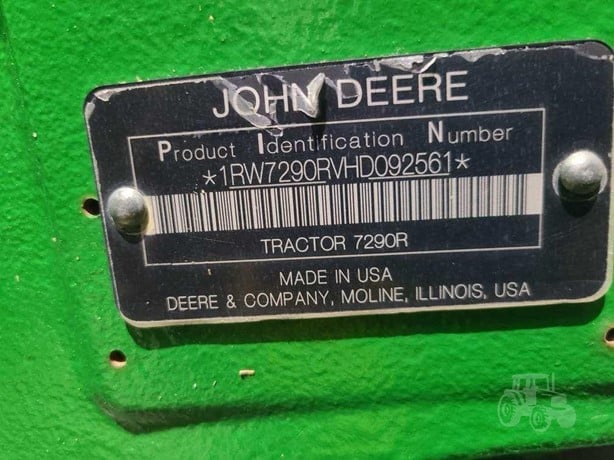 JOHN DEERE
Product Identification Number
*1RW7290RVHD092561*
TRACTOR 7290R
MADE IN USA
DEERE & COMPANY, MOLINE, ILLINOIS, USA